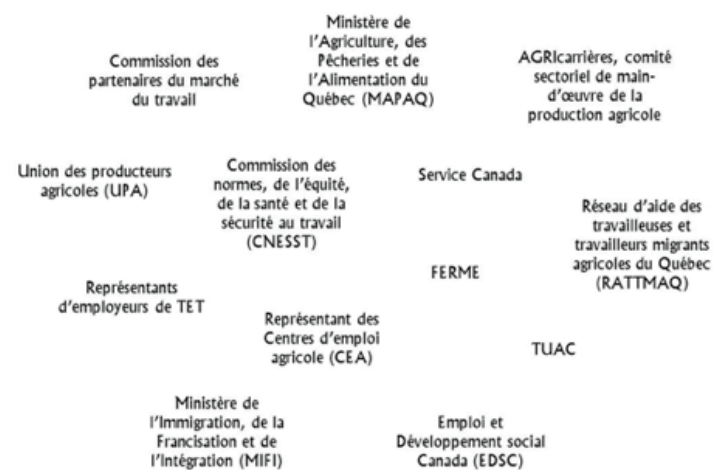 Ministère de
l'Agriculture, des
Pêcheries et de
l'Alimentation du
Québec (MAPAQ)
Commission des
partenaires du marché
du travail
AGRIcarrières, comité
sectoriel de main-
d'œuvre de la
production agricole
Union des producteurs
agricoles (UPA)
Commission des
normes, de l'équité,
de la santé et de la
sécurité au travail
(CNESST)
Service Canada
Réseau d'aide des
travailleuses et
travailleurs migrants
agricoles du Québec
(RATTMAQ)
FERME
Représentants
d'employeurs de TET
Représentant des
Centres d'emploi
agricole (CEA)
TUAC
Ministère de
l'Immigration, de la
Francisation et de
l'Intégration (MIFI)
Emploi et
Développement social
Canada (EDSC)